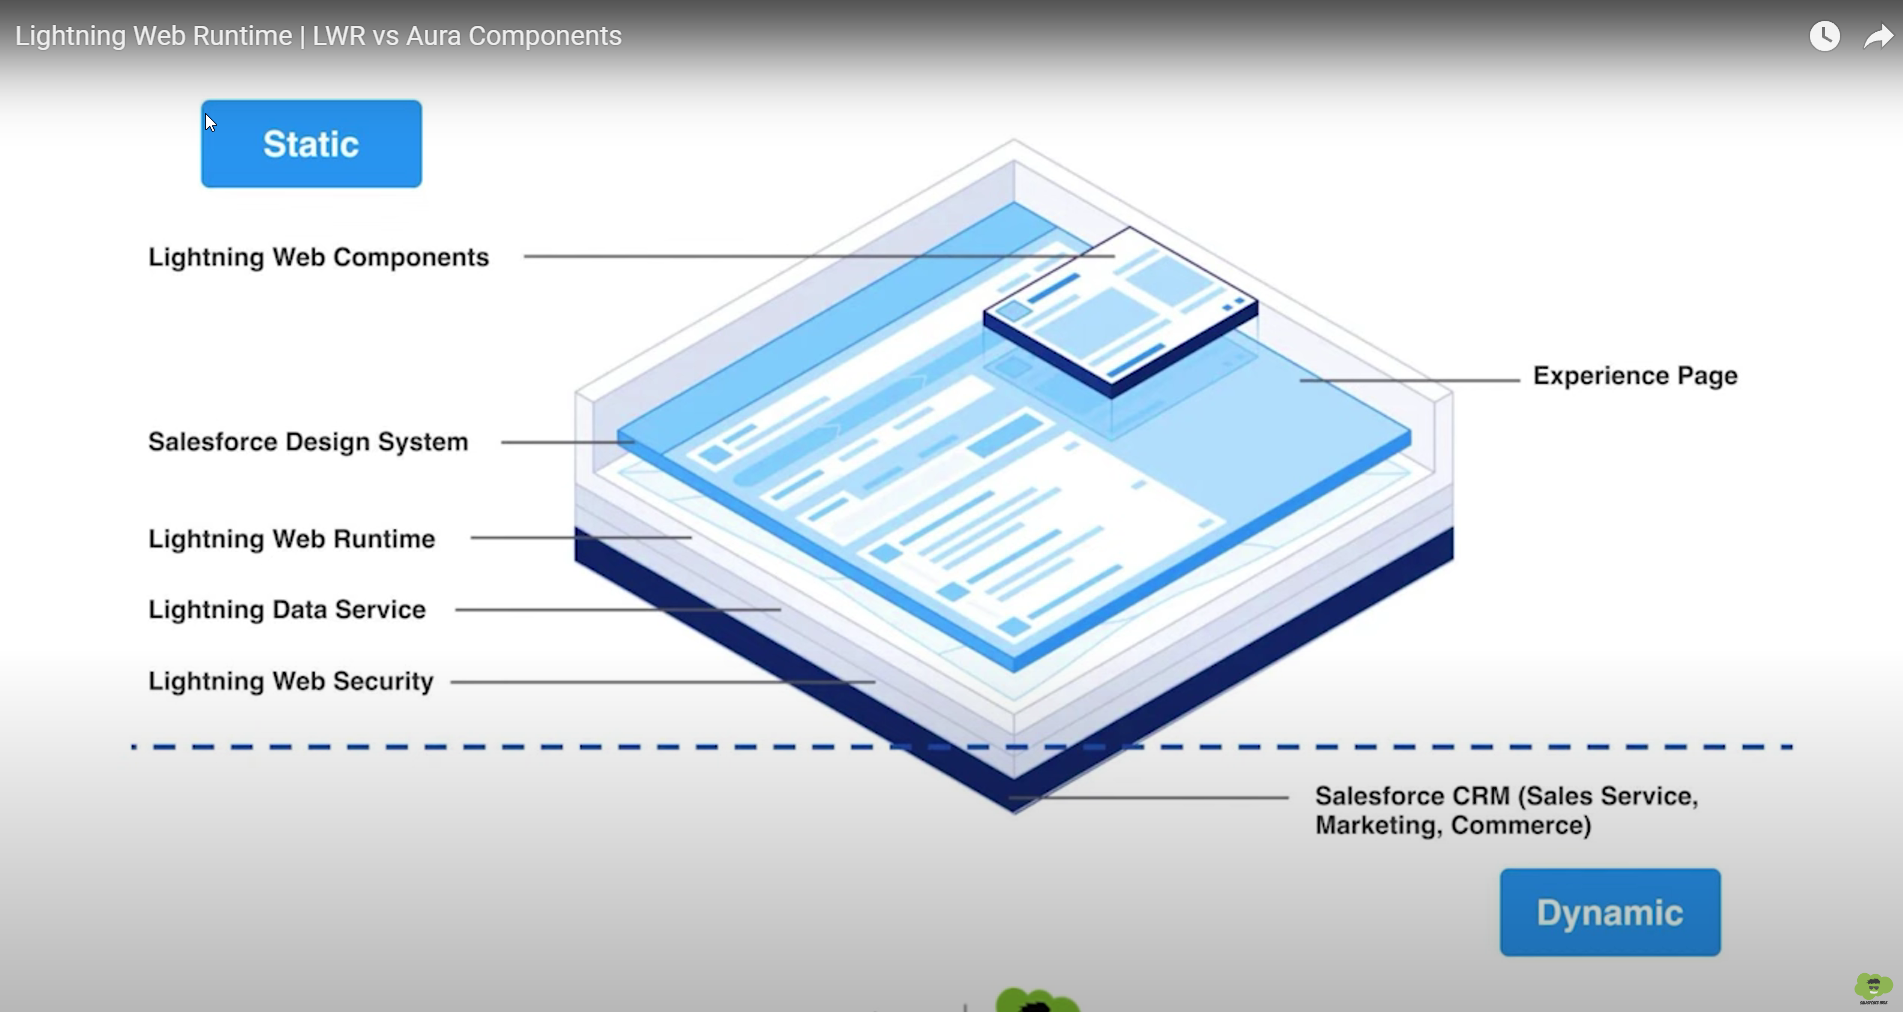 Lightning Web Runtime | LWR vs Aura Components
Static
Lightning Web Components
Experience Page
Salesforce Design System
Lightning Web Runtime
Lightning Data Service
Lightning Web Security
Salesforce CRM (Sales Service,
Marketing, Commerce)
Dynamic